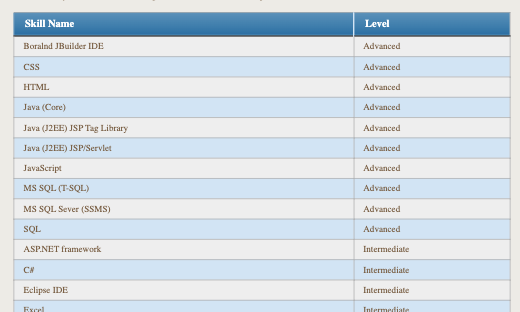 Skill Name Level
Boralnd JBuilder IDE Advanced
CSS Advanced
HTML Advanced
Java (Core) Advanced
Java (J2EE) JSP Tag Library Advanced
Java (J2EE) JSP/Servlet Advanced
JavaScript Advanced
MS SQL (T-SQL) Advanced
MS SQL Sever (SSMS) Advanced
SQL Advanced
ASP.NET framework Intermediate
C# Intermediate
Eclipse IDE Intermediate
Excel Intermediate